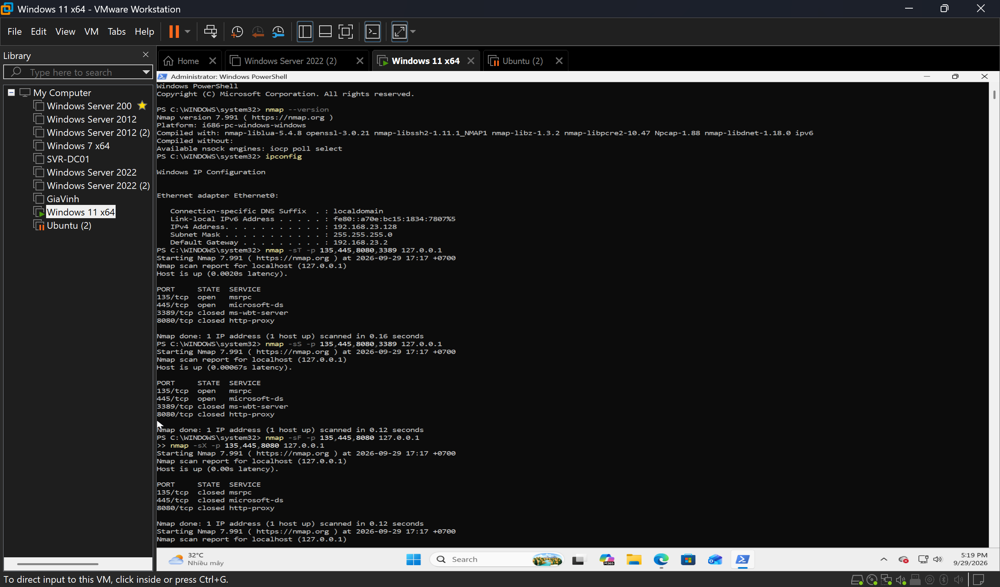 Windows 11 x64 - VMware Workstation
File Edit View VM Tabs Help
Library
Type here to search
My Computer
Windows Server 200
Windows Server 2012
Windows Server 2012 (2)
Windows 7 x64
SVR-DC01
Windows Server 2022
Windows Server 2022 (2)
GiaVinh
Windows 11 x64
Ubuntu (2)
Home
Windows Server 2022 (2)
Windows 11 x64
Ubuntu (2)
Administrator: Windows PowerShell
Windows PowerShell
Copyright (C) Microsoft Corporation. All rights reserved.
PS C:\WINDOWS\system32> nmap --version
Nmap version 7.991 ( https://nmap.org )
Platform: i686-pc-windows-windows
Compiled with: nmap-liblua-5.4.8 openssl-3.0.21 nmap-libssh2-1.11.1_NMAP1 nmap-libz-1.3.2 nmap-libpcre2-10.47 Npcap-1.88 nmap-libdnet-1.18.0 ipv6
Compiled without:
Available nsock engines: iocp poll select
PS C:\WINDOWS\system32> ipconfig
Windows IP Configuration
Ethernet adapter Ethernet0:
Connection-specific DNS Suffix  . : localdomain
Link-local IPv6 Address . . . . . : fe80::a70e:bc15:1834:7807%5
IPv4 Address. . . . . . . . . . . : 192.168.23.128
Subnet Mask . . . . . . . . . . . : 255.255.255.0
Default Gateway . . . . . . . . . : 192.168.23.2
PS C:\WINDOWS\system32> nmap -sT -p 135,445,8080,3389 127.0.0.1
Starting Nmap 7.991 ( https://nmap.org ) at 2026-09-29 17:17 +0700
Nmap scan report for localhost (127.0.0.1)
Host is up (0.0020s latency).
PORT     STATE  SERVICE
135/tcp  open   msrpc
445/tcp  open   microsoft-ds
3389/tcp closed ms-wbt-server
8080/tcp closed http-proxy
Nmap done: 1 IP address (1 host up) scanned in 0.16 seconds
PS C:\WINDOWS\system32> nmap -sS -p 135,445,8080,3389 127.0.0.1
Starting Nmap 7.991 ( https://nmap.org ) at 2026-09-29 17:17 +0700
Nmap scan report for localhost (127.0.0.1)
Host is up (0.00067s latency).
PORT     STATE  SERVICE
135/tcp  open   msrpc
445/tcp  open   microsoft-ds
3389/tcp closed ms-wbt-server
8080/tcp closed http-proxy
Nmap done: 1 IP address (1 host up) scanned in 0.12 seconds
PS C:\WINDOWS\system32> nmap -sF -p 135,445,8080 127.0.0.1
>> nmap -sX -p 135,445,8080 127.0.0.1
Starting Nmap 7.991 ( https://nmap.org ) at 2026-09-29 17:17 +0700
Nmap scan report for localhost (127.0.0.1)
Host is up (0.00s latency).
PORT     STATE  SERVICE
135/tcp  closed msrpc
445/tcp  closed microsoft-ds
8080/tcp closed http-proxy
Nmap done: 1 IP address (1 host up) scanned in 0.12 seconds
Starting Nmap 7.991 ( https://nmap.org ) at 2026-09-29 17:17 +0700
Nmap scan report for localhost (127.0.0.1)
32°C
Nhiều mây
Search
M365
5:19 PM
9/29/2026
To direct input to this VM, click inside or press Ctrl+G.